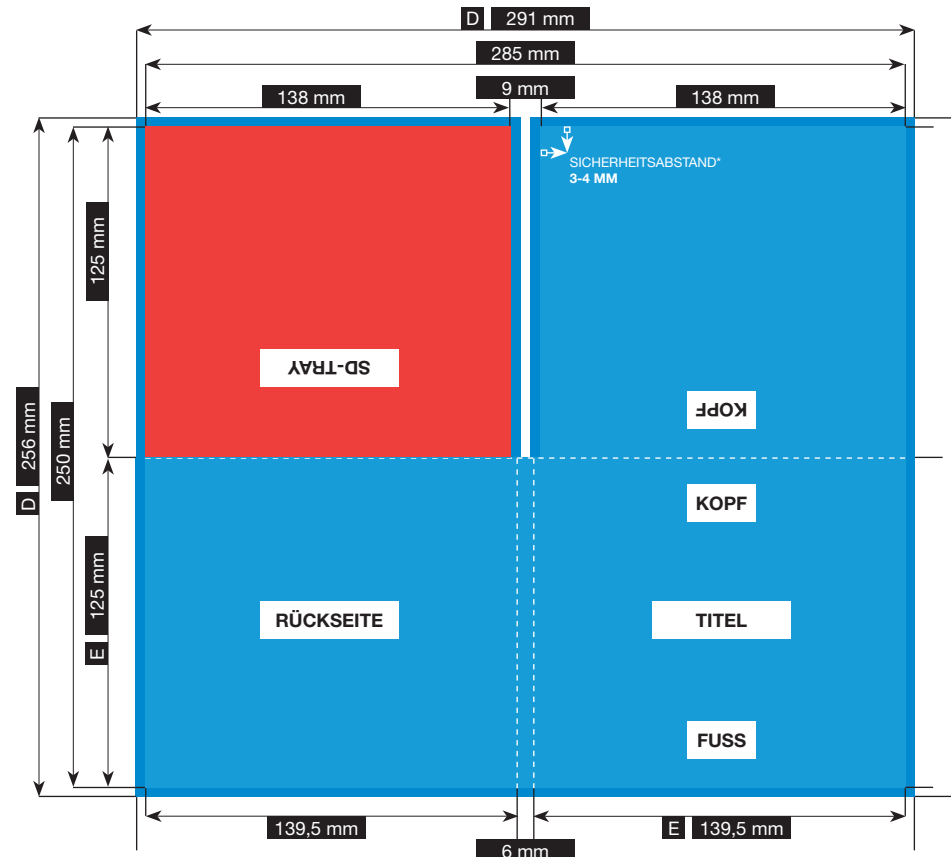 D 291 mm
285 mm
138 mm
9 mm
138 mm
SICHERHEITSABSTAND*
3-4 MM
125 mm
SD-TRAY
KOPF
D 256 mm
250 mm
KOPF
E 125 mm
RÜCKSEITE
TITEL
FUSS
139,5 mm
E 139,5 mm
6 mm